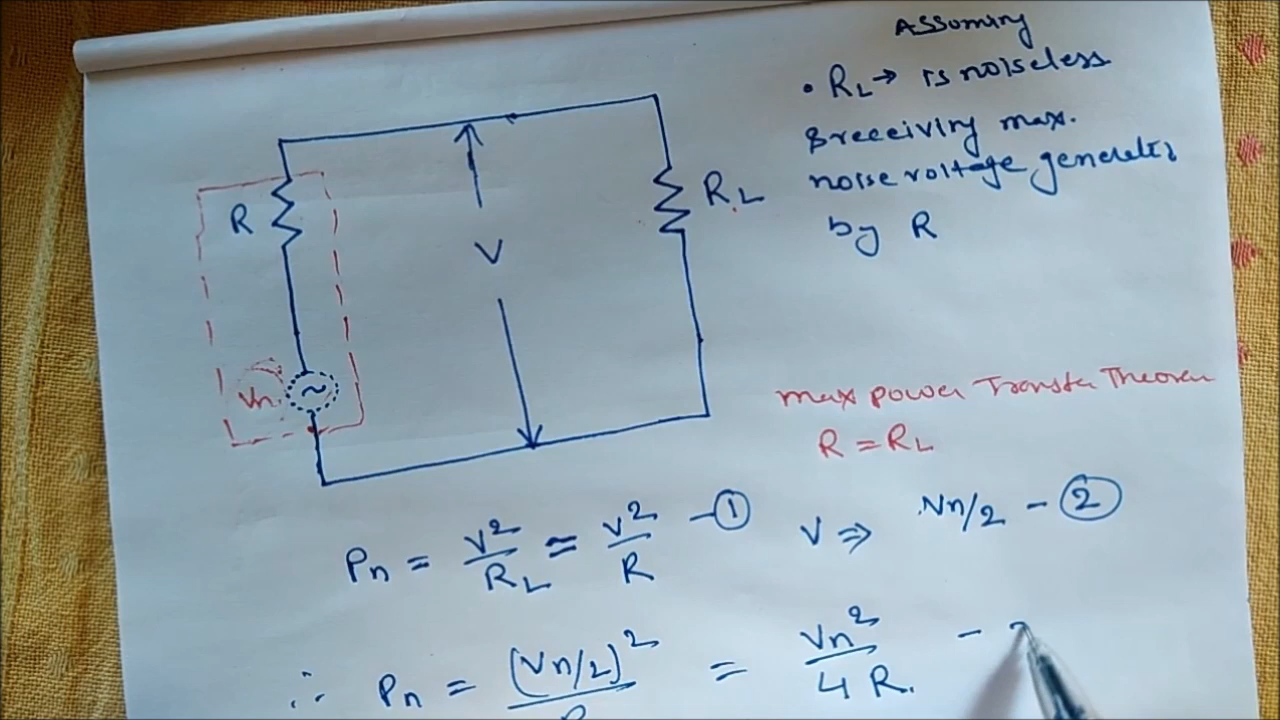 Assuming
• RL → is noiseless
& receiving max.
noise voltage generated
by R
R
V
RL
Vn
~
max power Transfer Theorem
R = RL
Pn = V²/RL = V²/R - ①
V ⇒ Vn/2 - ②
∴ Pn = (Vn/2)²/R = Vn²/4R. -